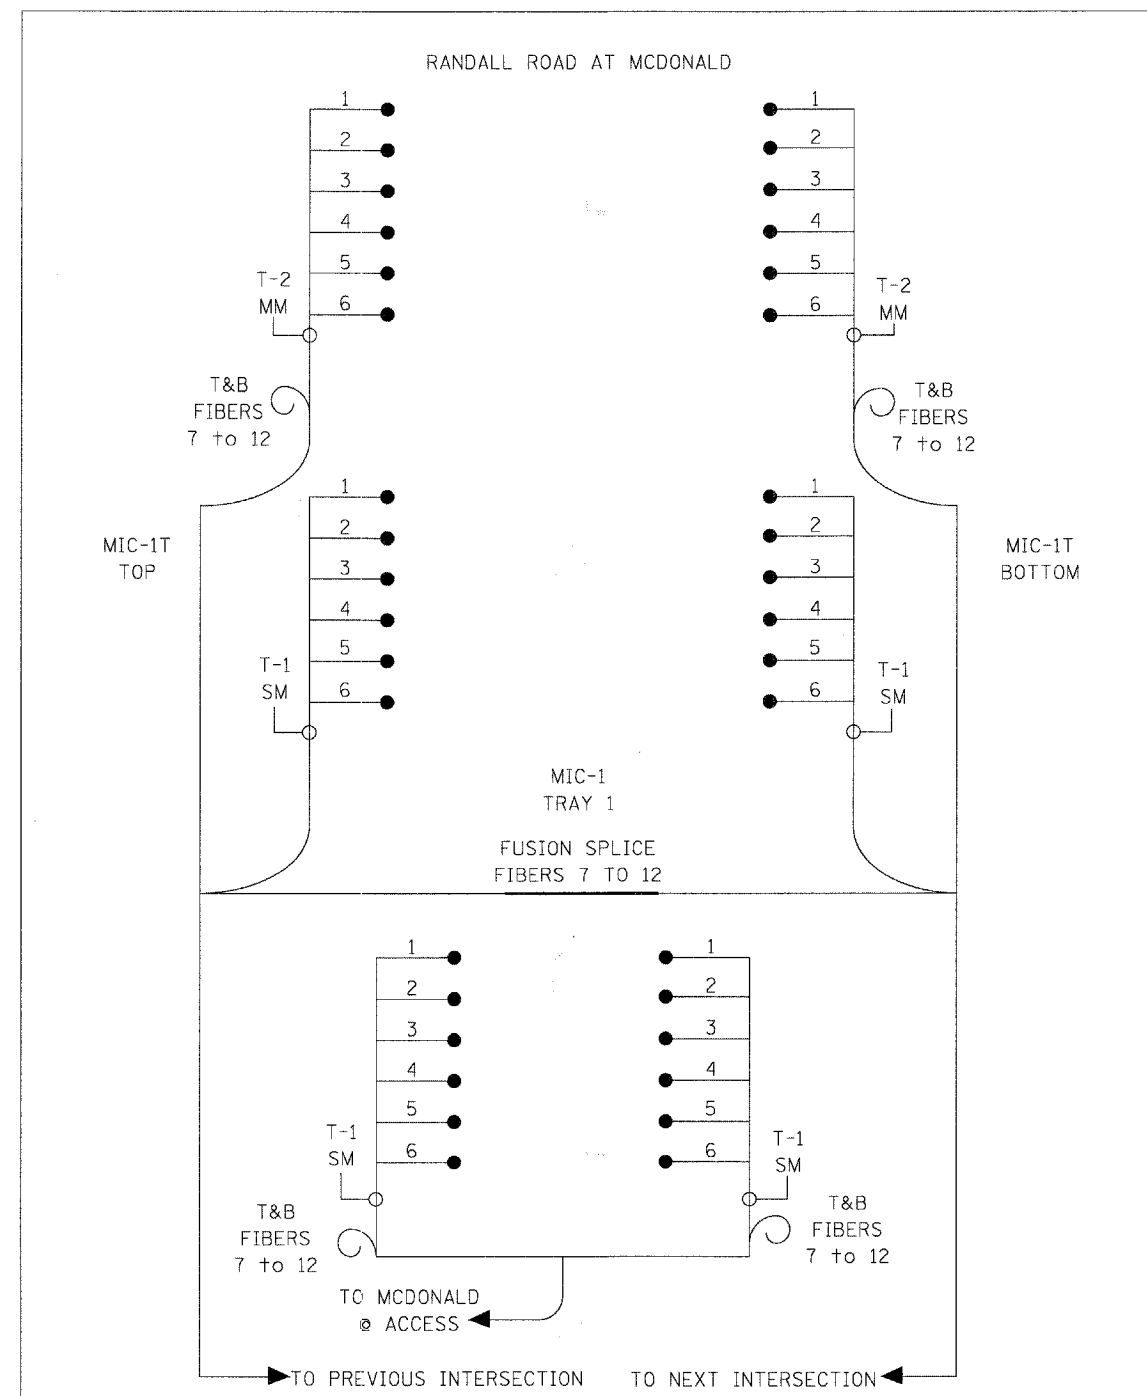 RANDALL ROAD AT MCDONALD
1
2
3
4
5
6
T-2
MM
T&B
FIBERS
7 to 12
1
2
3
4
5
6
T-2
MM
T&B
FIBERS
7 to 12
MIC-1T
TOP
1
2
3
4
5
6
T-1
SM
1
2
3
4
5
6
T-1
SM
MIC-1T
BOTTOM
MIC-1
TRAY 1
FUSION SPLICE
FIBERS 7 TO 12
1
2
3
4
5
6
T-1
SM
T&B
FIBERS
7 to 12
1
2
3
4
5
6
T-1
SM
T&B
FIBERS
7 to 12
TO MCDONALD
@ ACCESS
TO PREVIOUS INTERSECTION
TO NEXT INTERSECTION